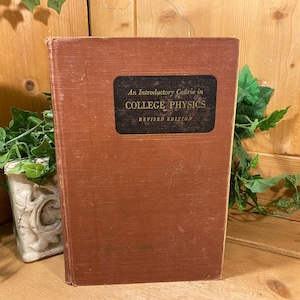 An Introductory Course in
COLLEGE PHYSICS
REVISED EDITION